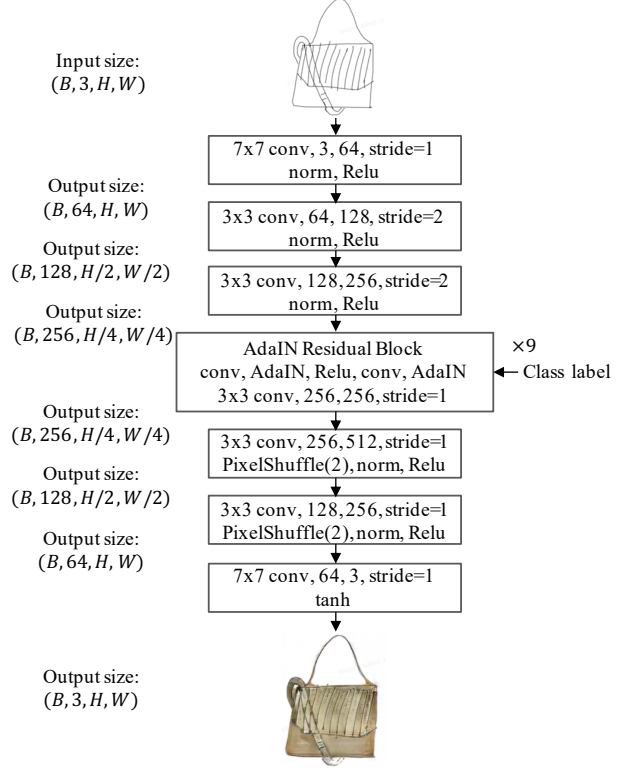 Input size:
(B, 3, H, W)
7x7 conv, 3, 64, stride=1
norm, Relu
Output size:
(B, 64, H, W)
3x3 conv, 64, 128, stride=2
norm, Relu
Output size:
(B, 128, H/2, W/2)
3x3 conv, 128,256, stride=2
norm, Relu
Output size:
(B, 256, H/4, W/4)
AdaIN Residual Block
conv, AdaIN, Relu, conv, AdaIN
3x3 conv, 256,256, stride=1
×9
Class label
Output size:
(B, 256, H/4, W/4)
3x3 conv, 256,512, stride=1
PixelShuffle(2), norm, Relu
Output size:
(B, 128, H/2, W/2)
3x3 conv, 128,256, stride=1
PixelShuffle(2), norm, Relu
Output size:
(B, 64, H, W)
7x7 conv, 64, 3, stride=1
tanh
Output size:
(B, 3, H, W)